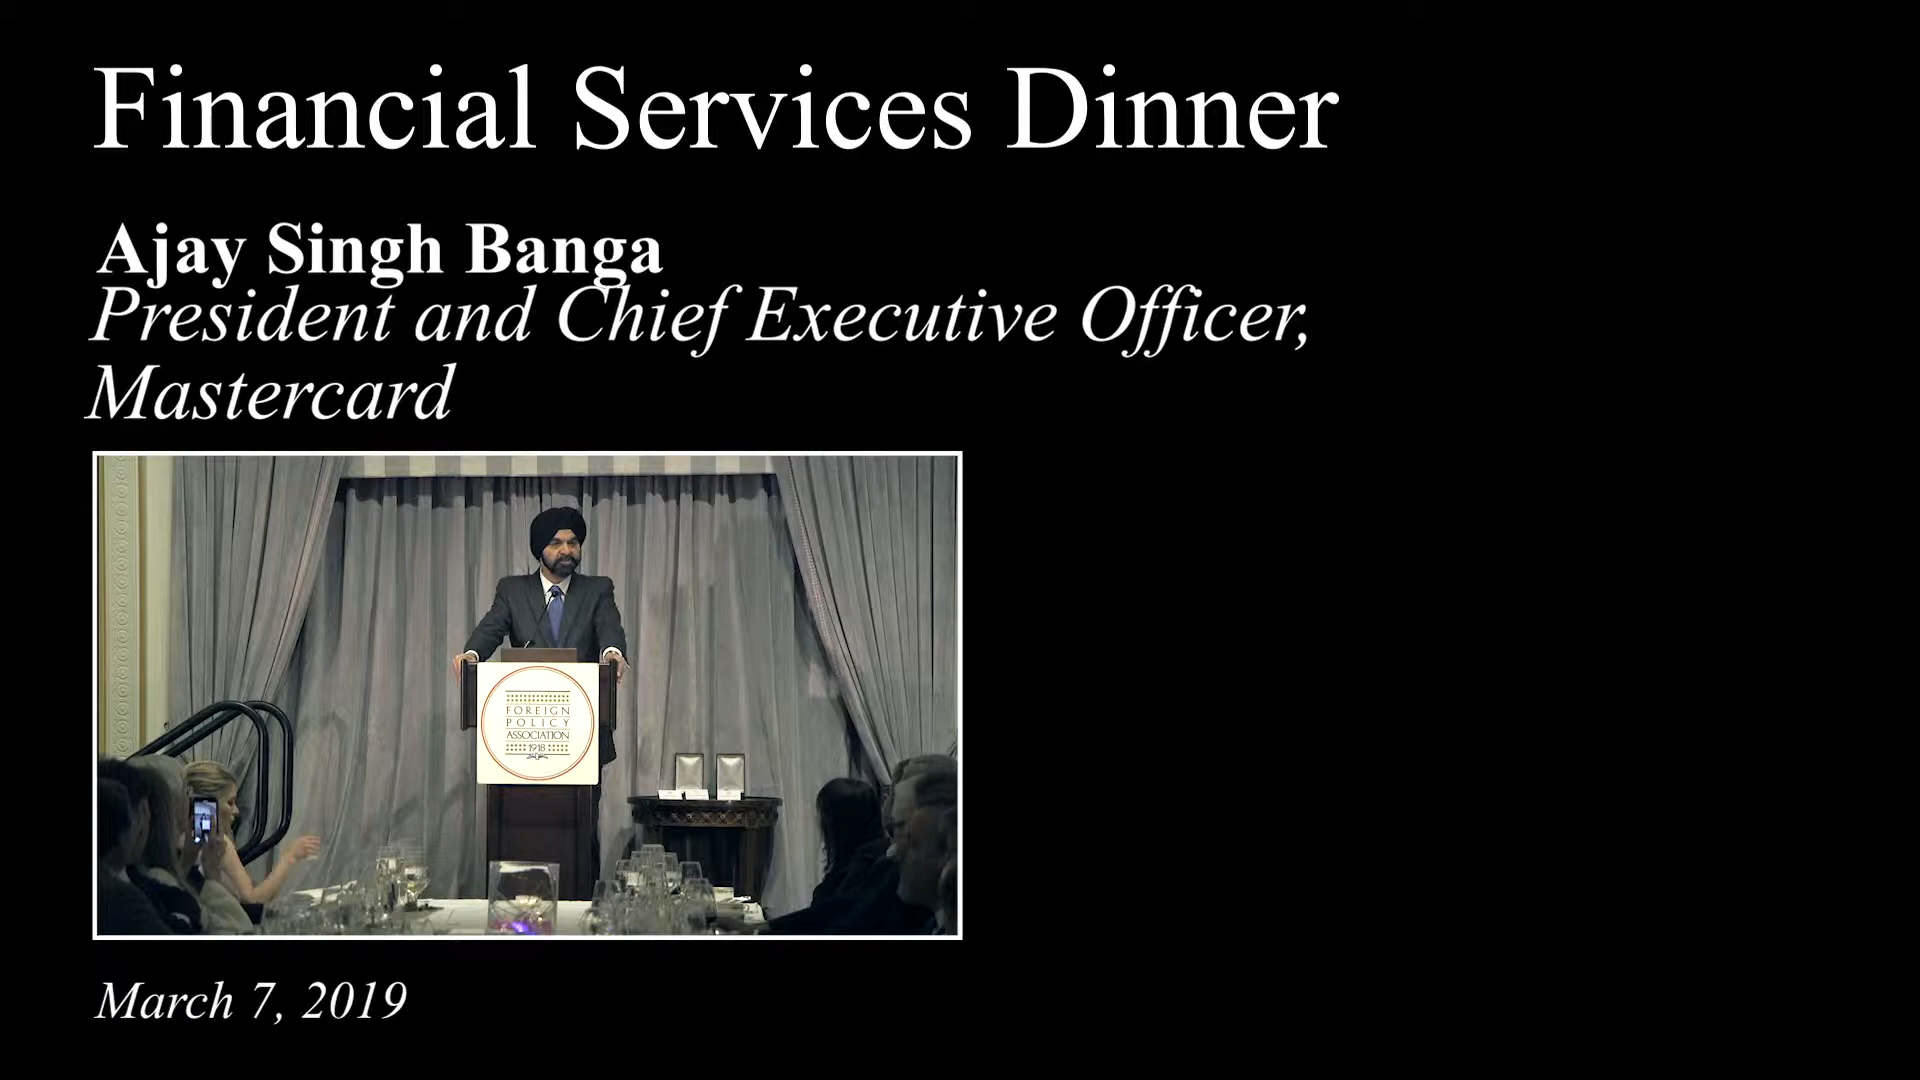 Financial Services Dinner
Ajay Singh Banga
President and Chief Executive Officer,
Mastercard
FOREIGN
POLICY
ASSOCIATION
1918
March 7, 2019